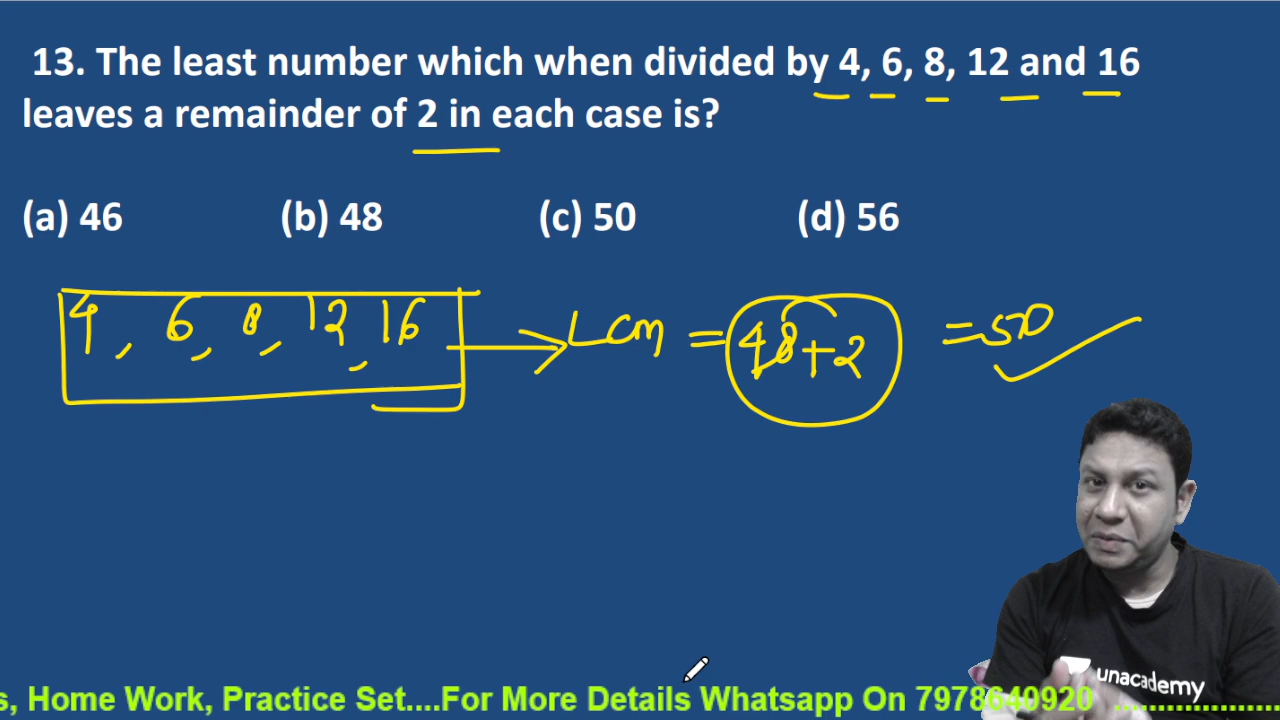 13. The least number which when divided by 4, 6, 8, 12 and 16
leaves a remainder of 2 in each case is?
(a) 46 (b) 48 (c) 50 (d) 56
4, 6, 8, 12, 16 → LCM = 48+2 = 50
unacademy
s, Home Work, Practice Set....For More Details Whatsapp On 7978640920 ......................